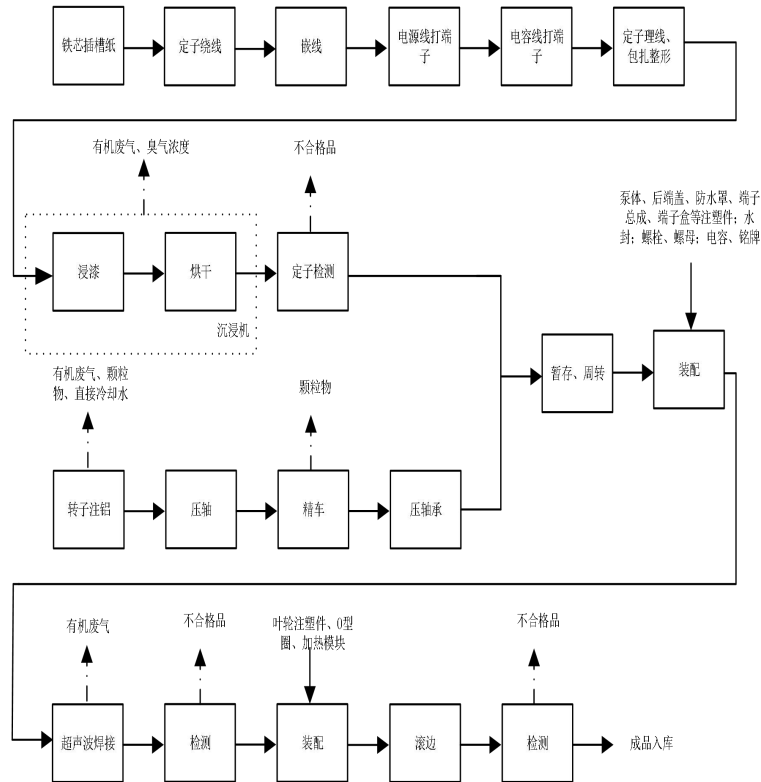 铁芯插槽纸
定子绕线
嵌线
电源线打端
子
电容线打端
子
定子理线、
包扎整形
有机废气、臭气浓度
不合格品
泵体、后端盖、防水罩、端子
总成、端子盒等注塑件；水
封；螺栓、螺母；电容、铭牌
浸漆
烘干
定子检测
沉浸机
有机废气、颗粒
物、直接冷却水
颗粒物
暂存、周转
装配
转子注铝
压轴
精车
压轴承
有机废气
不合格品
叶轮注塑件、O型
圈、加热模块
不合格品
超声波焊接
检测
装配
滚边
检测
成品入库